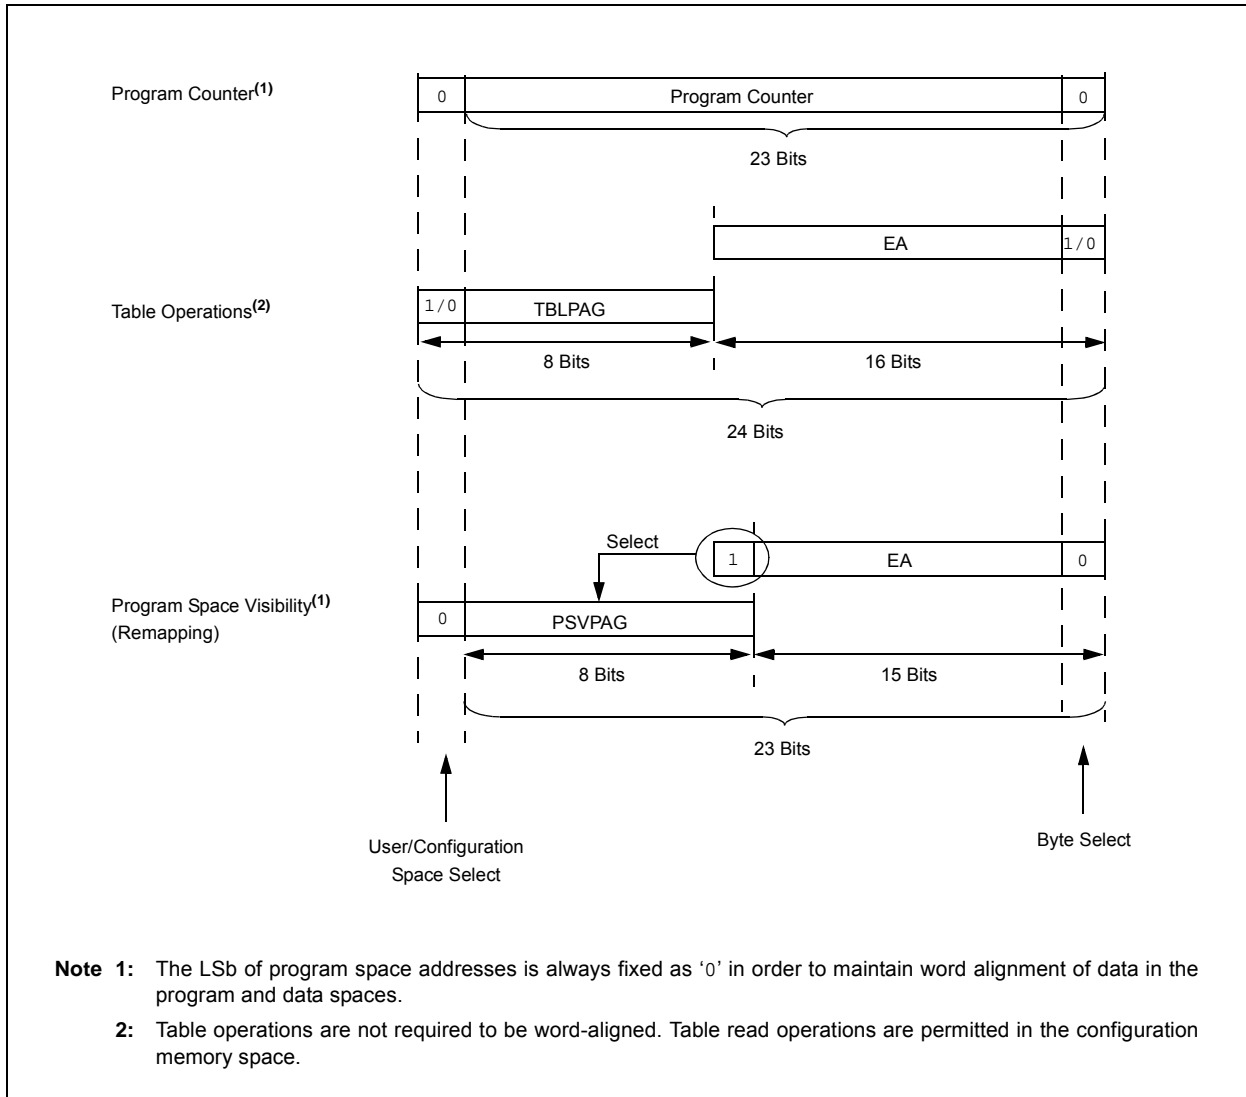 Program Counter(1)
0
Program Counter
0
23 Bits
EA
1/0
Table Operations(2)
1/0
TBLPAG
8 Bits
16 Bits
24 Bits
Select
1
EA
0
Program Space Visibility(1)
(Remapping)
0
PSVPAG
8 Bits
15 Bits
23 Bits
User/Configuration
Space Select
Byte Select
Note 1: The LSb of program space addresses is always fixed as ‘0’ in order to maintain word alignment of data in the
program and data spaces.
2: Table operations are not required to be word-aligned. Table read operations are permitted in the configuration
memory space.